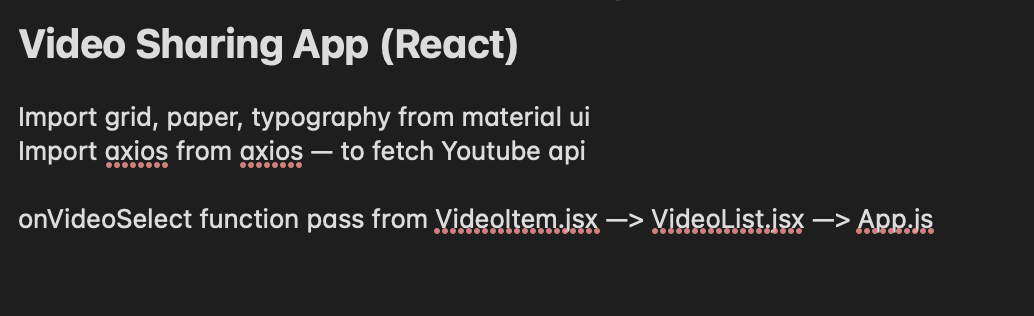 Video Sharing App (React)
Import grid, paper, typography from material ui
Import axios from axios — to fetch Youtube api
onVideoSelect function pass from VideoItem.jsx —> VideoList.jsx —> App.js